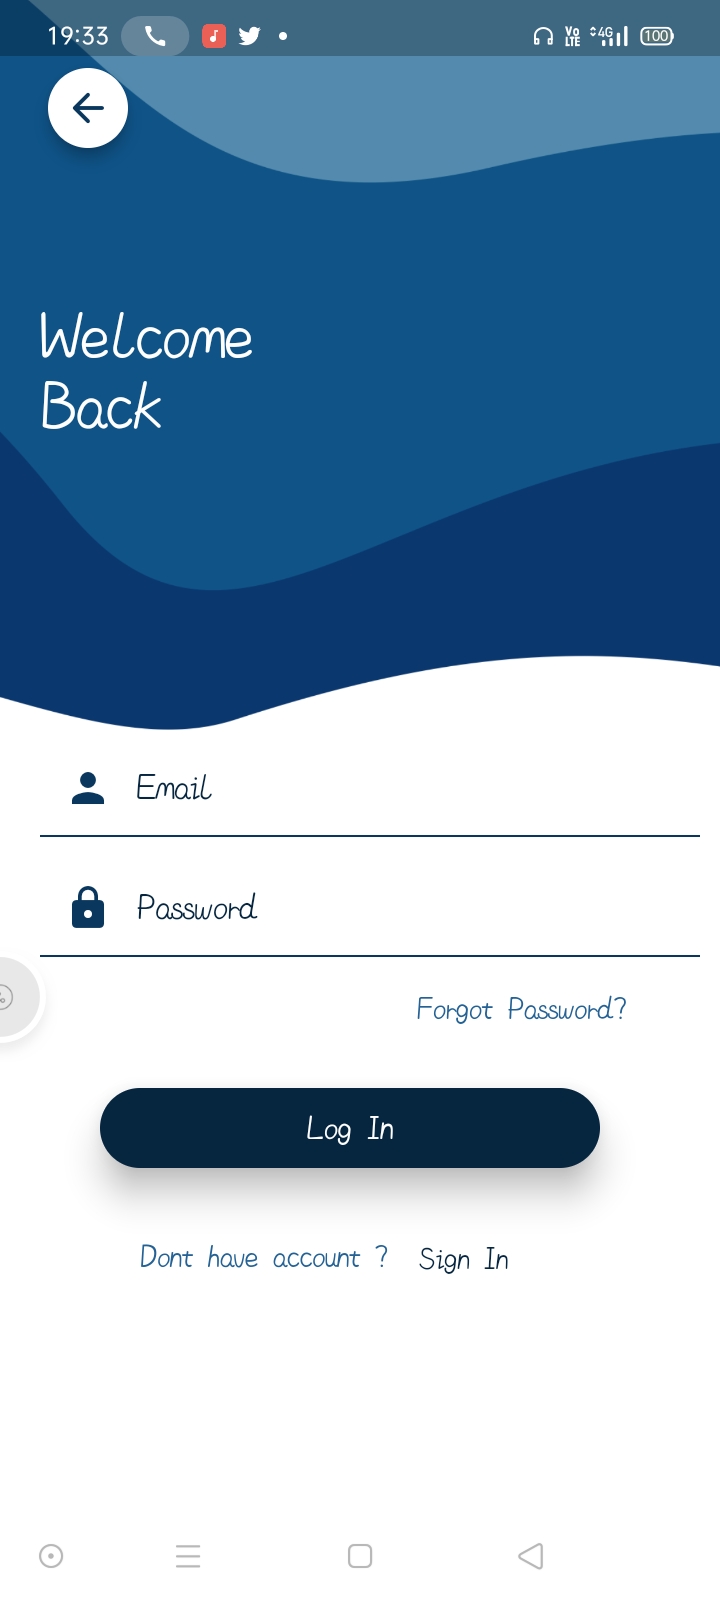 19:33 Vo LTE 4G 100
Welcome
Back
Email
Password
Forgot Password?
Log In
Dont have account ? Sign In